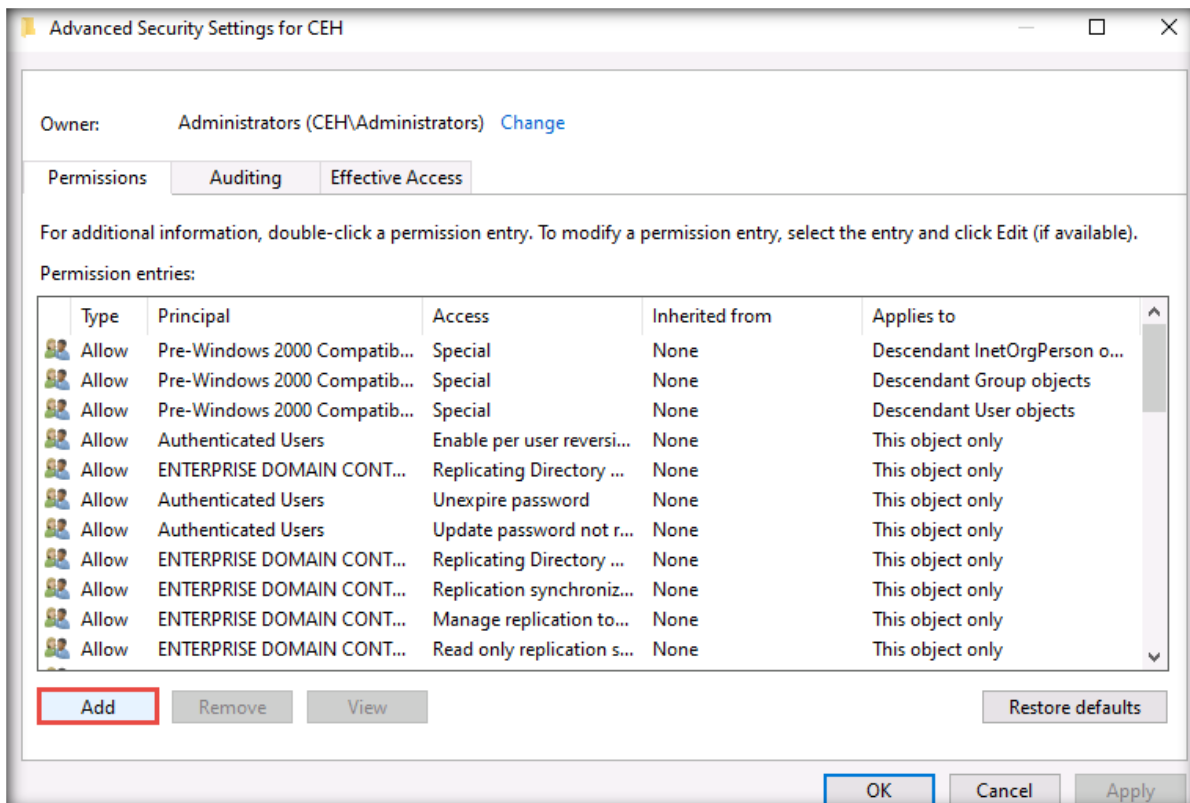 Advanced Security Settings for CEH
Owner: Administrators (CEH\Administrators) Change
Permissions Auditing Effective Access
For additional information, double-click a permission entry. To modify a permission entry, select the entry and click Edit (if available).
Permission entries:
Type Principal Access Inherited from Applies to
Allow Pre-Windows 2000 Compatib... Special None Descendant InetOrgPerson o...
Allow Pre-Windows 2000 Compatib... Special None Descendant Group objects
Allow Pre-Windows 2000 Compatib... Special None Descendant User objects
Allow Authenticated Users Enable per user reversi... None This object only
Allow ENTERPRISE DOMAIN CONT... Replicating Directory ... None This object only
Allow Authenticated Users Unexpire password None This object only
Allow Authenticated Users Update password not r... None This object only
Allow ENTERPRISE DOMAIN CONT... Replicating Directory ... None This object only
Allow ENTERPRISE DOMAIN CONT... Replication synchroniz... None This object only
Allow ENTERPRISE DOMAIN CONT... Manage replication to... None This object only
Allow ENTERPRISE DOMAIN CONT... Read only replication s... None This object only
Add Remove View Restore defaults
OK Cancel Apply